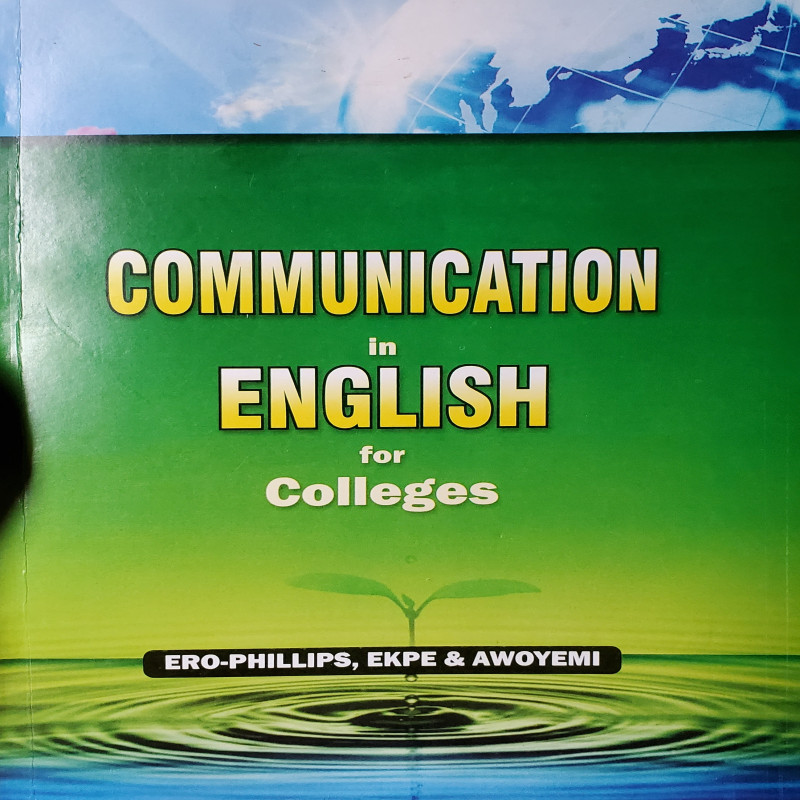 COMMUNICATION
in
ENGLISH
for
Colleges
ERO-PHILLIPS, EKPE & AWOYEMI